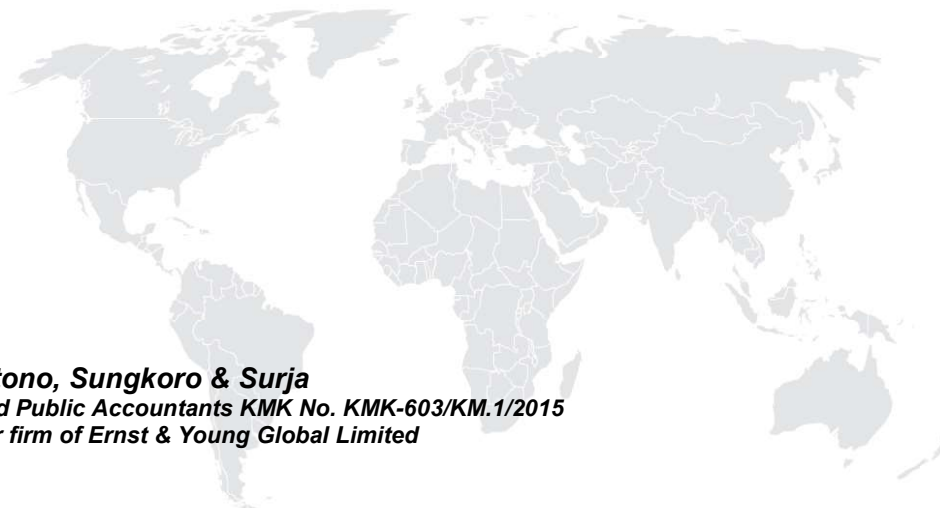 tono, Sungkoro & Surja
d Public Accountants KMK No. KMK-603/KM.1/2015
r firm of Ernst & Young Global Limited